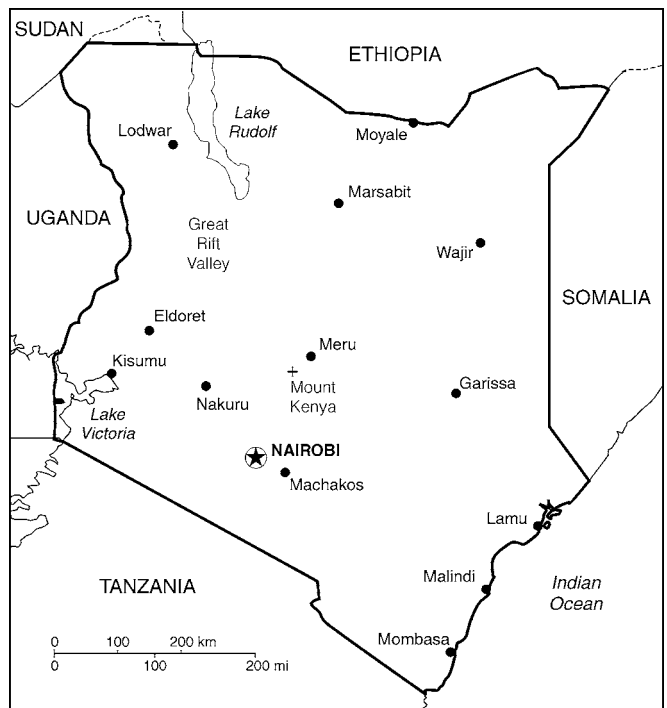 SUDAN
ETHIOPIA
Lake
Rudolf
Lodwar
Moyale
Marsabit
UGANDA
Great
Rift
Valley
Wajir
SOMALIA
Eldoret
Meru
Kisumu
Mount
Kenya
Garissa
Nakuru
Lake
Victoria
NAIROBI
Machakos
Lamu
Malindi
TANZANIA
Indian
Ocean
Mombasa
0 100 200 km
0 100 200 mi